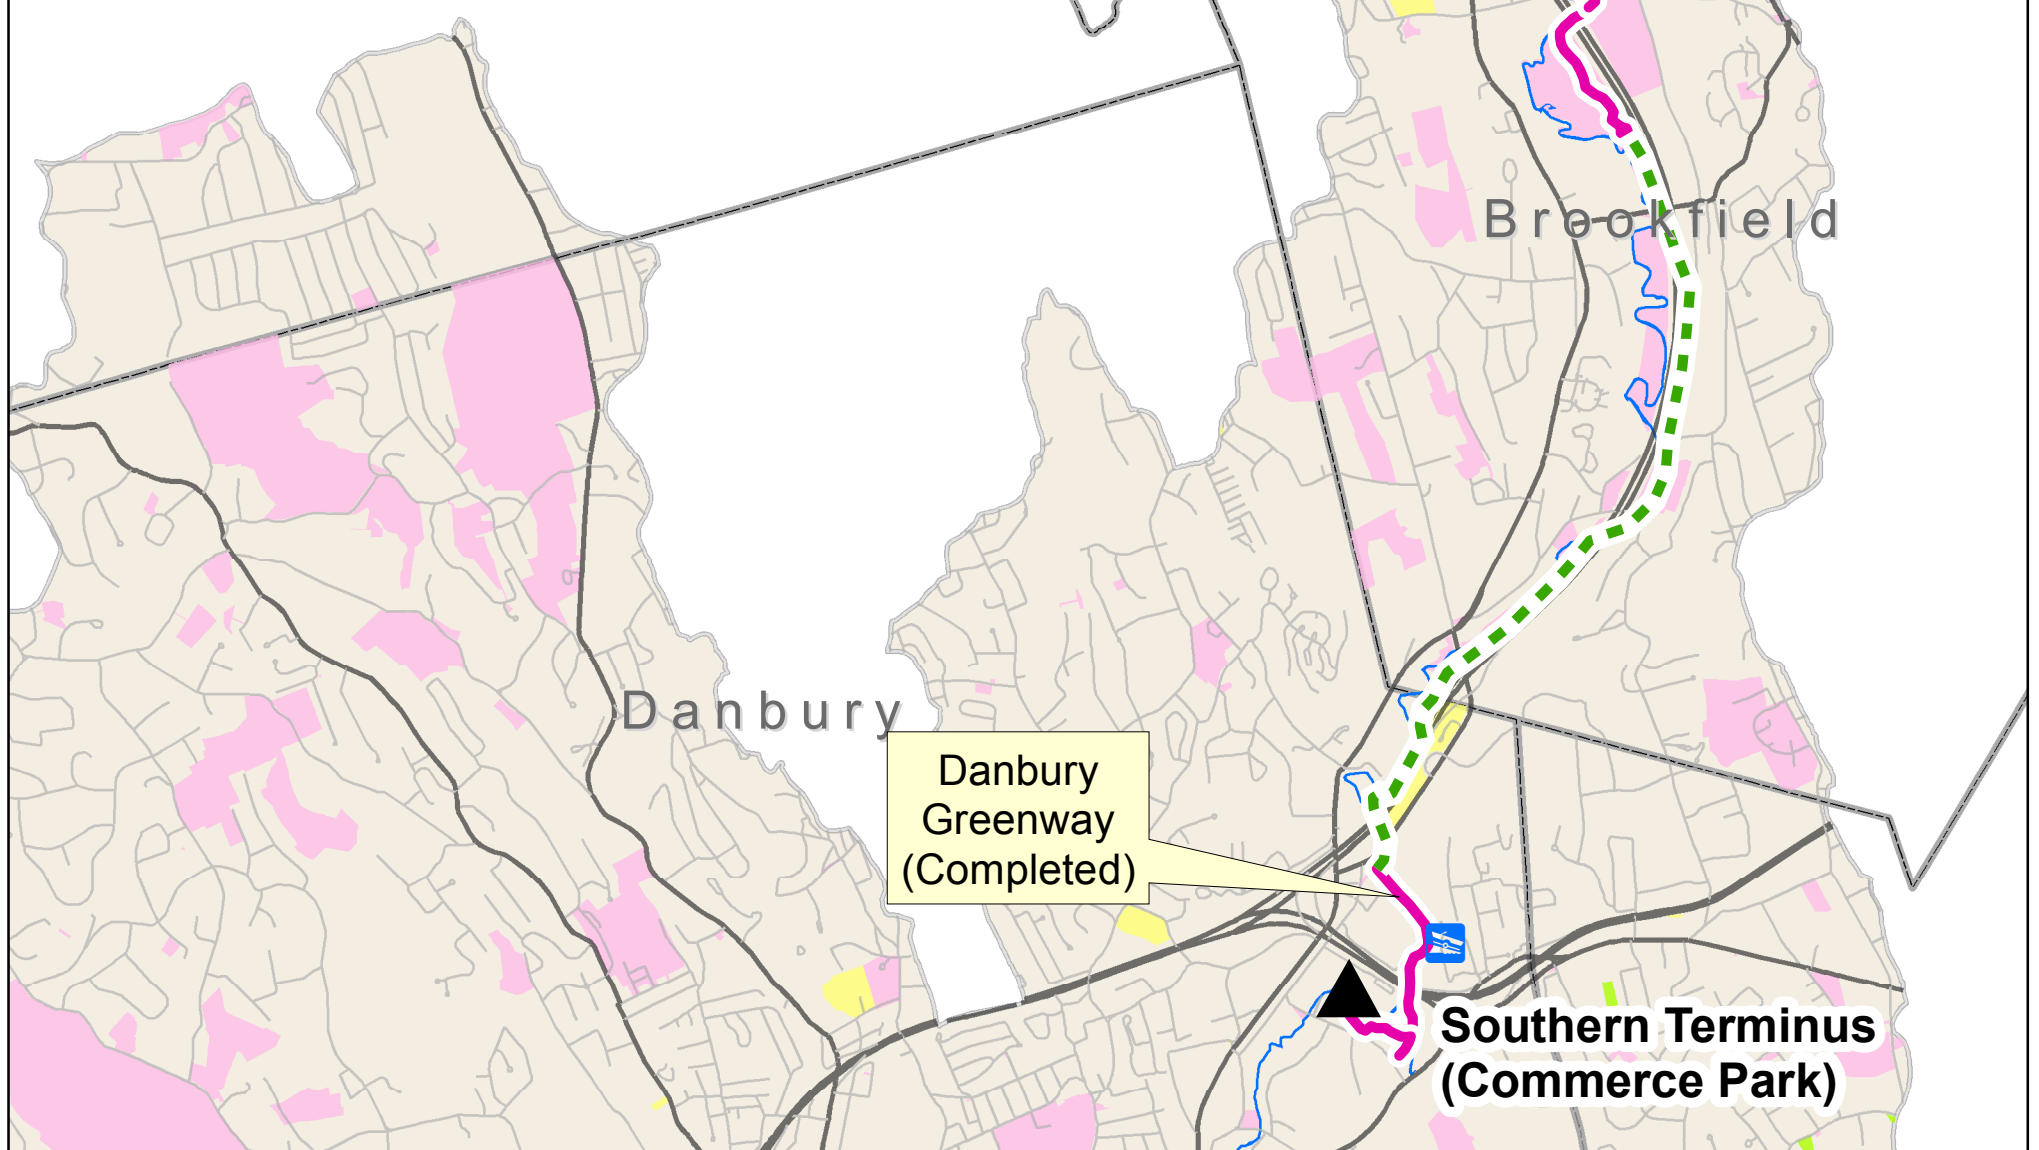 Brookfield
Danbury
Danbury
Greenway
(Completed)
Southern Terminus
(Commerce Park)